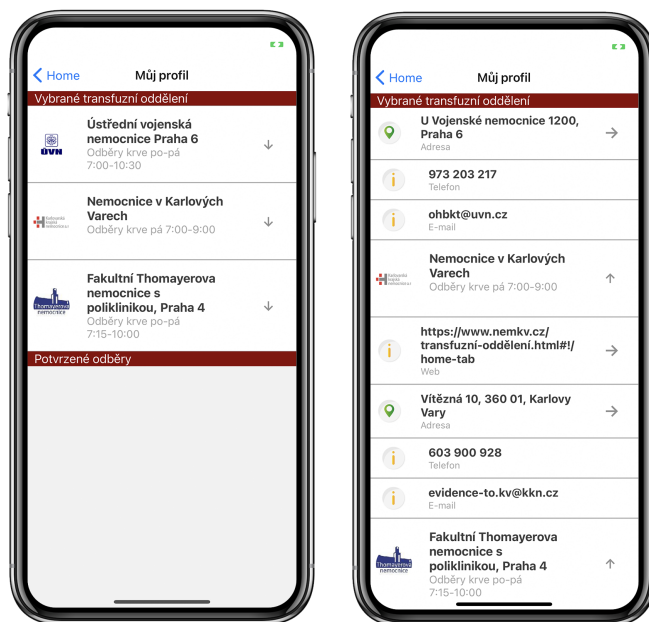 Home
Můj profil
Vybrané transfuzní oddělení
ÚVN
Ústřední vojenská
nemocnice Praha 6
Odběry krve po-pá
7:00-10:30
Karlovarská
krajská
nemocnice a.s.
Nemocnice v Karlových
Varech
Odběry krve pá 7:00-9:00
Thomayerova
nemocnice
Fakultní Thomayerova
nemocnice s
poliklinikou, Praha 4
Odběry krve po-pá
7:15-10:00
Potvrzené odběry
Home
Můj profil
Vybrané transfuzní oddělení
U Vojenské nemocnice 1200,
Praha 6
Adresa
973 203 217
Telefon
ohbkt@uvn.cz
E-mail
Karlovarská
krajská
nemocnice a.s.
Nemocnice v Karlových
Varech
Odběry krve pá 7:00-9:00
https://www.nemkv.cz/
transfuzní-oddělení.html#!/
home-tab
Web
Vítězná 10, 360 01, Karlovy
Vary
Adresa
603 900 928
Telefon
evidence-to.kv@kkn.cz
E-mail
Thomayerova
nemocnice
Fakultní Thomayerova
nemocnice s
poliklinikou, Praha 4
Odběry krve po-pá
7:15-10:00